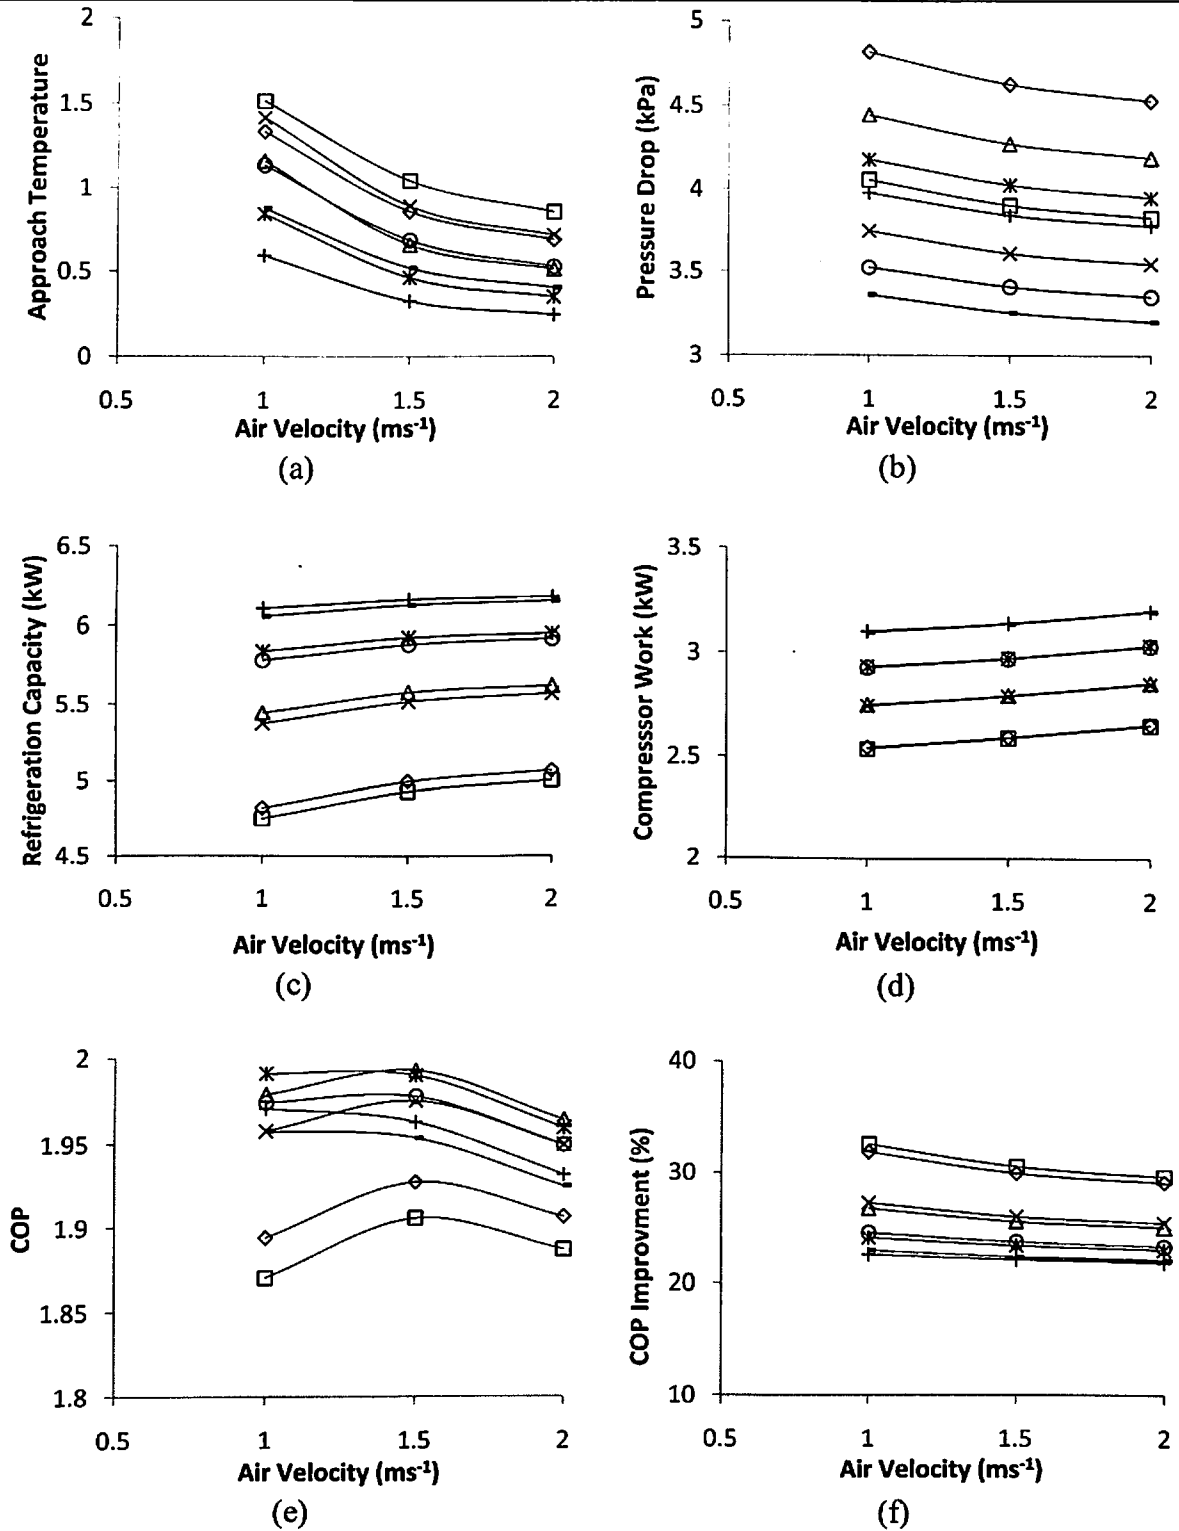 2
1.5
1
0.5
0
Approach Temperature
0.5
1
1.5
2
Air Velocity (ms⁻¹)
(a)
5
4.5
4
3.5
3
Pressure Drop (kPa)
0.5
1
1.5
2
Air Velocity (ms⁻¹)
(b)
6.5
6
5.5
5
4.5
Refrigeration Capacity (kW)
0.5
1
1.5
2
Air Velocity (ms⁻¹)
(c)
3.5
3
2.5
2
Compresssor Work (kW)
0.5
1
1.5
2
Air Velocity (ms⁻¹)
(d)
2
1.95
1.9
1.85
1.8
COP
0.5
1
1.5
2
Air Velocity (ms⁻¹)
(e)
40
30
20
10
COP Improvment (%)
0.5
1
1.5
2
Air Velocity (ms⁻¹)
(f)